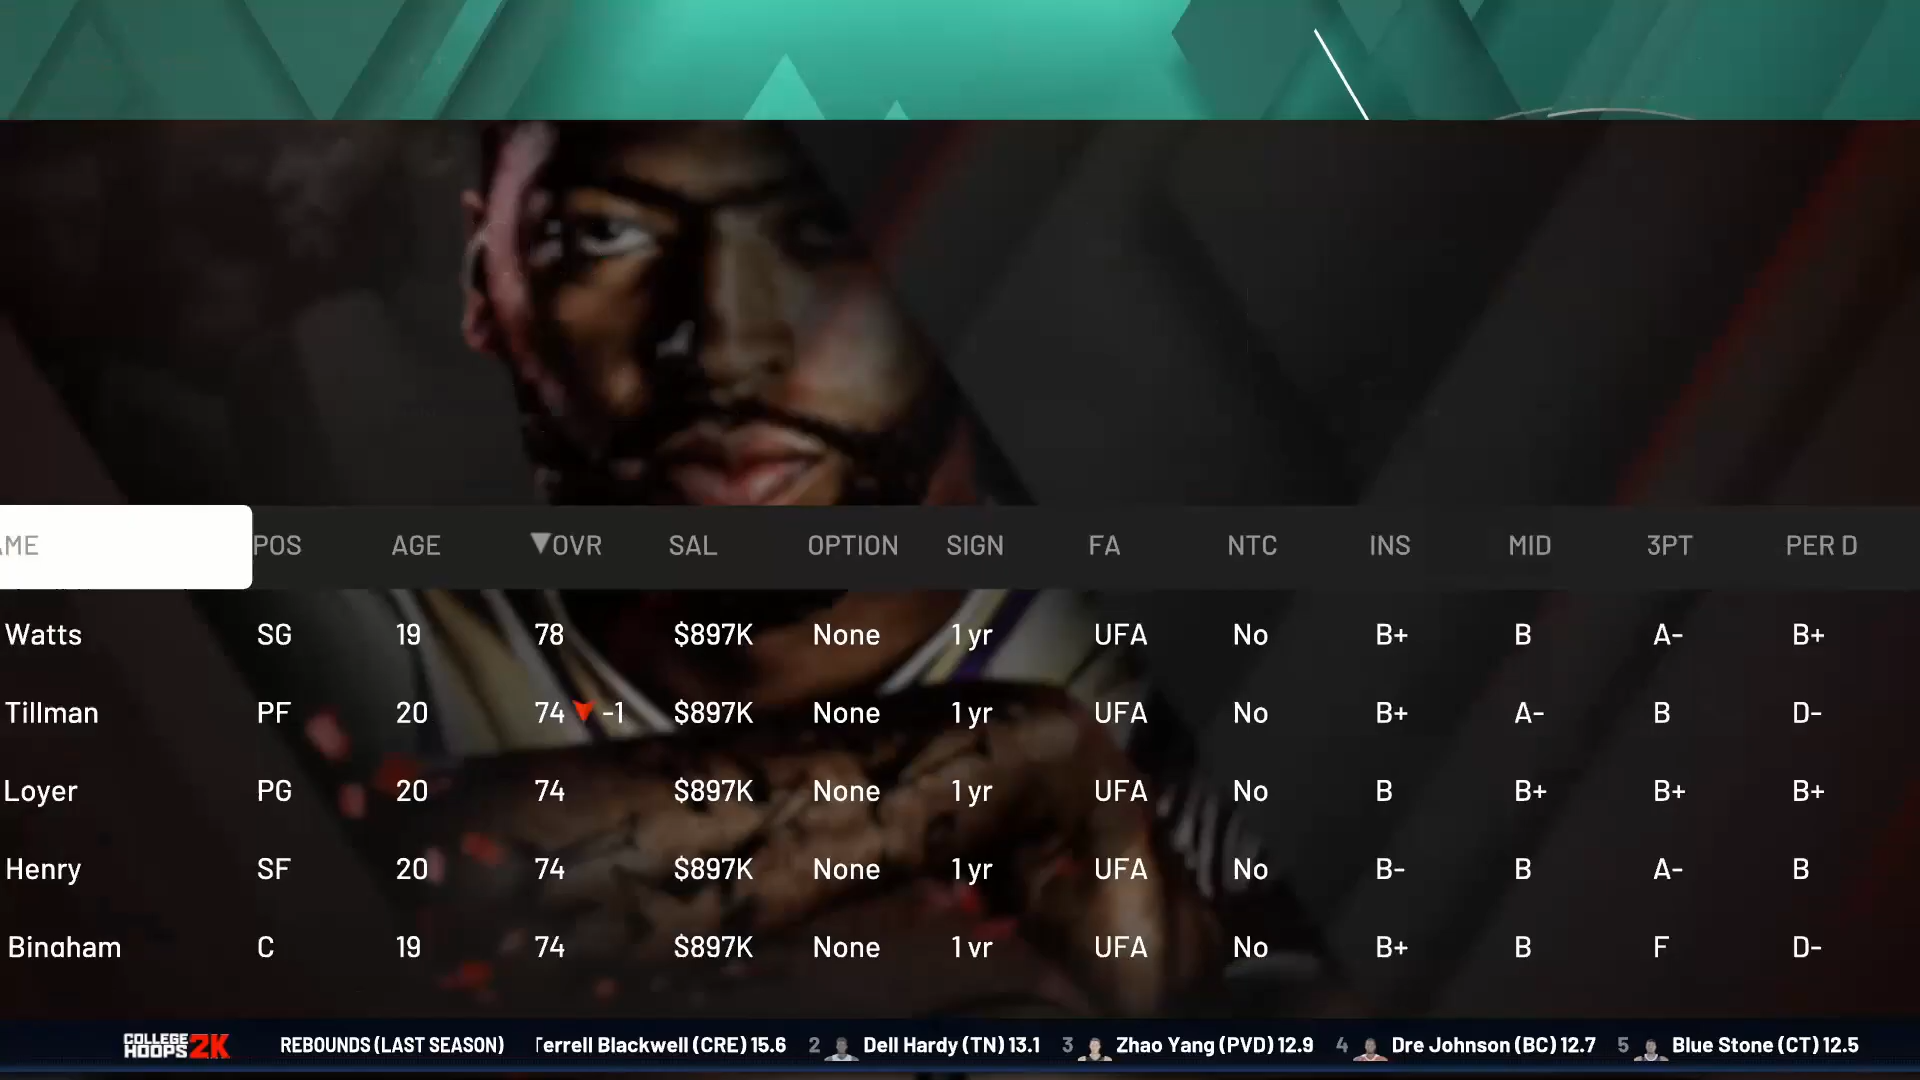 AME POS AGE ▼OVR SAL OPTION SIGN FA NTC INS MID 3PT PER D
Watts SG 19 78 $897K None 1 yr UFA No B+ B A- B+
Tillman PF 20 74 ▼ -1 $897K None 1 yr UFA No B+ A- B D-
Loyer PG 20 74 $897K None 1 yr UFA No B B+ B+ B+
Henry SF 20 74 $897K None 1 yr UFA No B- B A- B
Bingham C 19 74 $897K None 1 yr UFA No B+ B F D-
COLLEGE HOOPS 2K REBOUNDS (LAST SEASON) Terrell Blackwell (CRE) 15.6 2 Dell Hardy (TN) 13.1 3 Zhao Yang (PVD) 12.9 4 Dre Johnson (BC) 12.7 5 Blue Stone (CT) 12.5